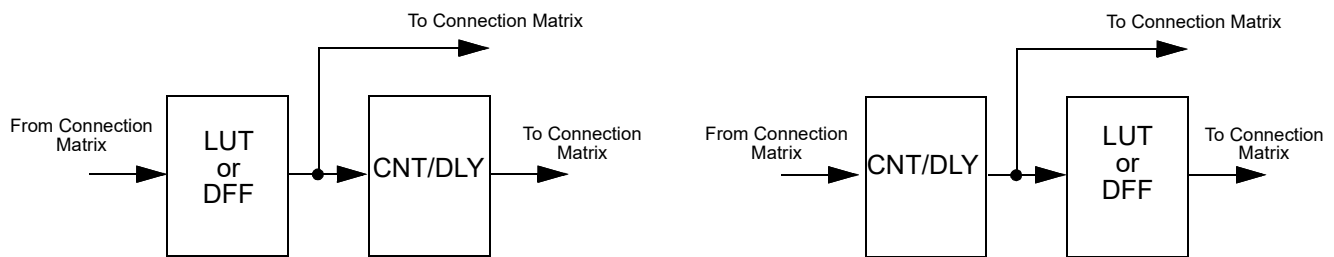 To Connection Matrix
From Connection
Matrix
LUT
or
DFF
CNT/DLY
To Connection
Matrix
To Connection Matrix
From Connection
Matrix
CNT/DLY
LUT
or
DFF
To Connection
Matrix